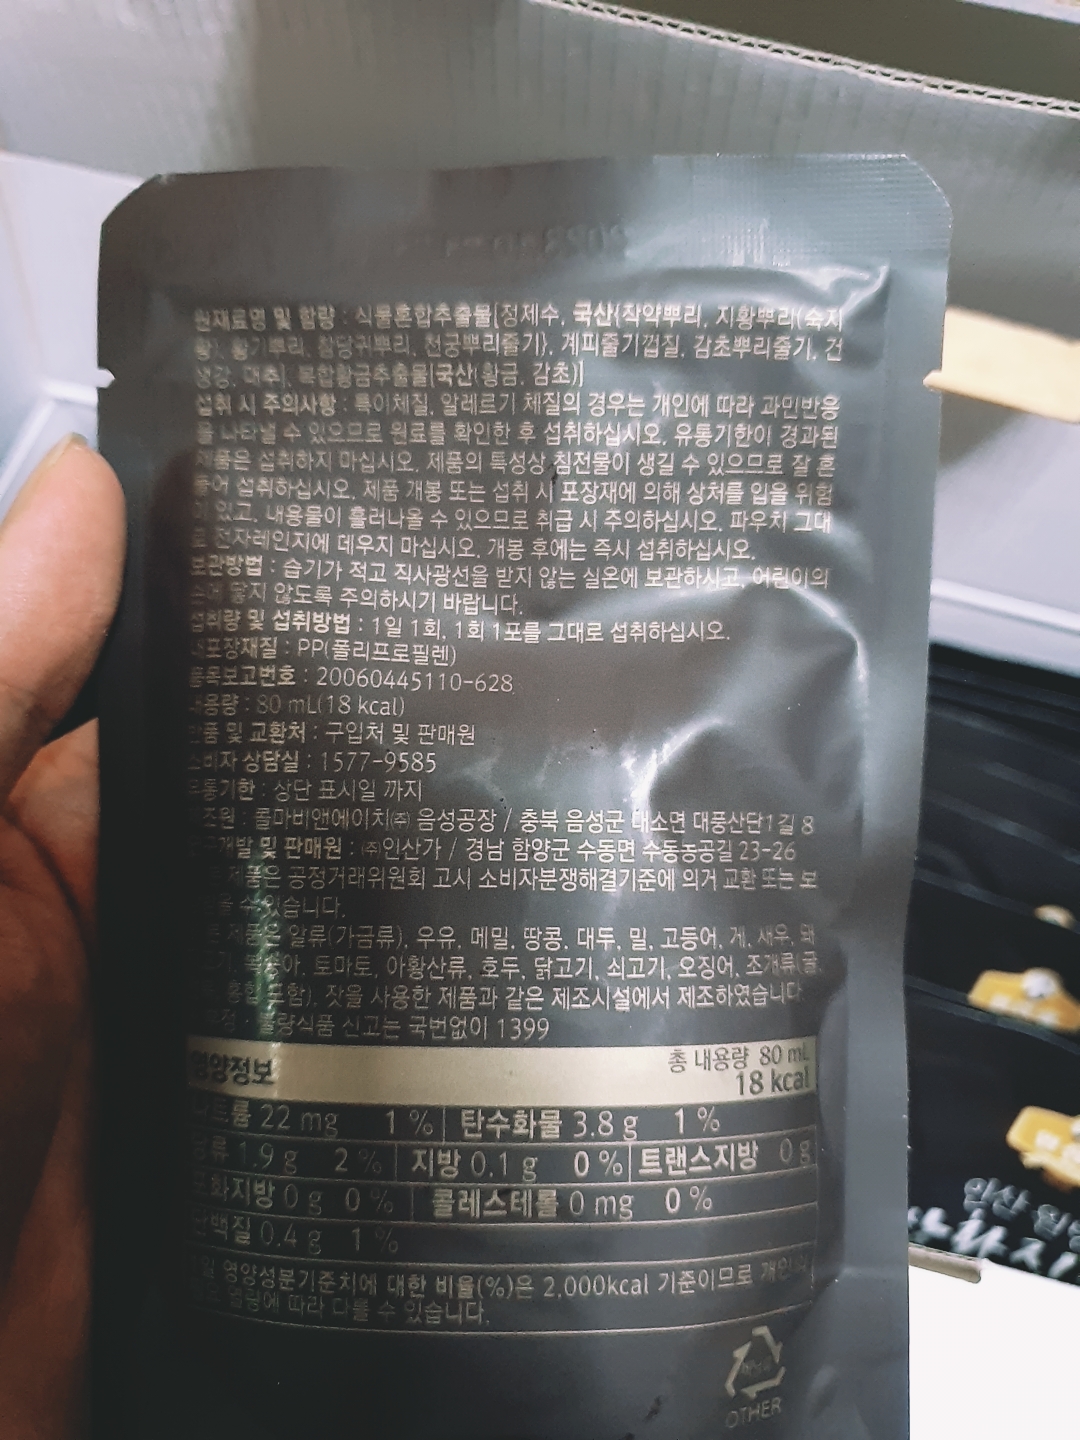 원재료명 및 함량 : 식물혼합추출물[정제수, 국산{작약뿌리, 지황뿌리(숙지
황), 황기뿌리, 참당귀뿌리, 천궁뿌리줄기}, 계피줄기껍질, 감초뿌리줄기, 건
생강, 대추], 복합황금추출물[국산(황금, 감초)]
섭취 시 주의사항 : 특이체질, 알레르기 체질의 경우는 개인에 따라 과민반응
을 나타낼 수 있으므로 원료를 확인한 후 섭취하십시오. 유통기한이 경과된
제품은 섭취하지 마십시오. 제품의 특성상 침전물이 생길 수 있으므로 잘 흔
들어 섭취하십시오. 제품 개봉 또는 섭취 시 포장재에 의해 상처를 입을 위험
이 있고, 내용물이 흘러나올 수 있으므로 취급 시 주의하십시오. 파우치 그대
로 전자레인지에 데우지 마십시오. 개봉 후에는 즉시 섭취하십시오.
보관방법 : 습기가 적고 직사광선을 받지 않는 실온에 보관하시고, 어린이의
손에 닿지 않도록 주의하시기 바랍니다.
섭취량 및 섭취방법 : 1일 1회, 1회 1포를 그대로 섭취하십시오.
내포장재질 : PP(폴리프로필렌)
품목보고번호 : 20060445110-628
내용량 : 80 mL(18 kcal)
반품 및 교환처 : 구입처 및 판매원
소비자 상담실 : 1577-9585
유통기한 : 상단 표시일 까지
제조원 : 콜마비앤에이치㈜ 음성공장 / 충북 음성군 대소면 대풍산단1길 8
연구개발 및 판매원 : ㈜인산가 / 경남 함양군 수동면 수동농공길 23-26
본 제품은 공정거래위원회 고시 소비자분쟁해결기준에 의거 교환 또는 보
수 있습니다.
제품은 알류(가금류), 우유, 메밀, 땅콩, 대두, 밀, 고등어, 게, 새우, 돼
지고기, 복숭아, 토마토, 아황산류, 호두, 닭고기, 쇠고기, 오징어, 조개류(굴,
홍합 포함), 잣을 사용한 제품과 같은 제조시설에서 제조하였습니다.
불량식품 신고는 국번없이 1399
영양정보 총 내용량 80 mL
18 kcal
나트륨 22 mg 1 % 탄수화물 3.8 g 1 %
당류 1.9 g 2 % 지방 0.1 g 0 % 트랜스지방 0 g
포화지방 0 g 0 % 콜레스테롤 0 mg 0 %
단백질 0.4 g 1 %
1일 영양성분기준치에 대한 비율(%)은 2,000kcal 기준이므로 개인의
필요 열량에 따라 다를 수 있습니다.
OTHER
인산